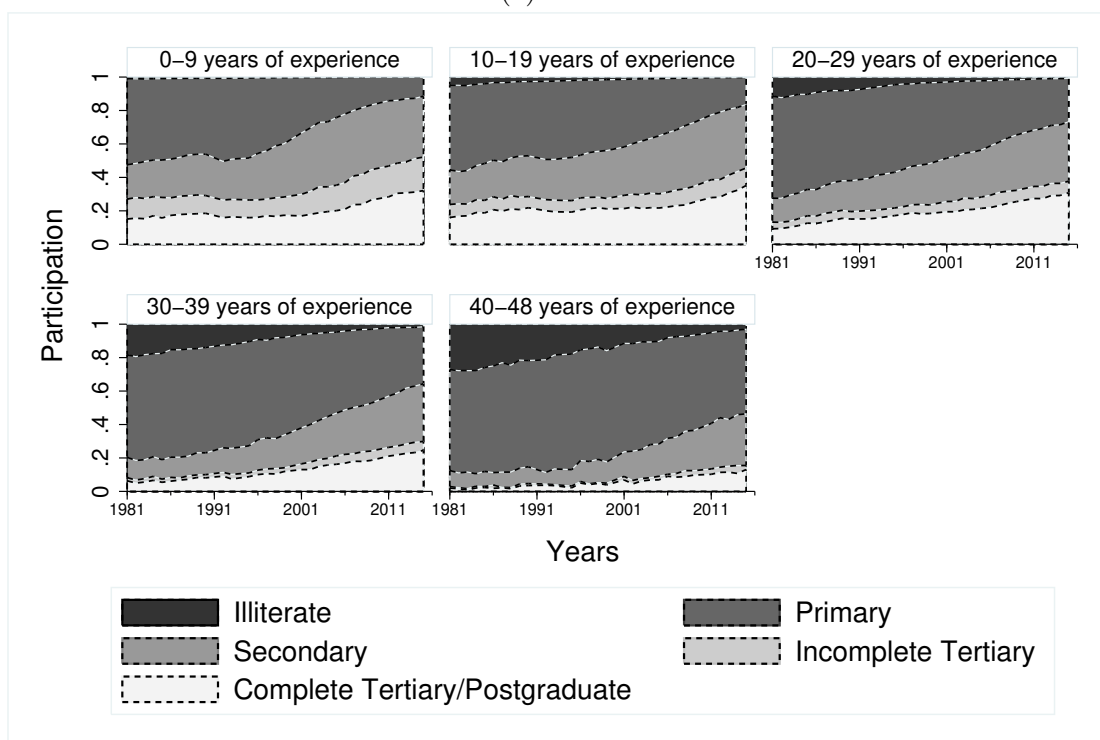 0–9 years of experience
10–19 years of experience
20–29 years of experience
Participation
1
.8
.6
.4
.2
0
1981 1991 2001 2011
30–39 years of experience
40–48 years of experience
1
.8
.6
.4
.2
0
1981 1991 2001 2011
1981 1991 2001 2011
Years
Illiterate
Primary
Secondary
Incomplete Tertiary
Complete Tertiary/Postgraduate